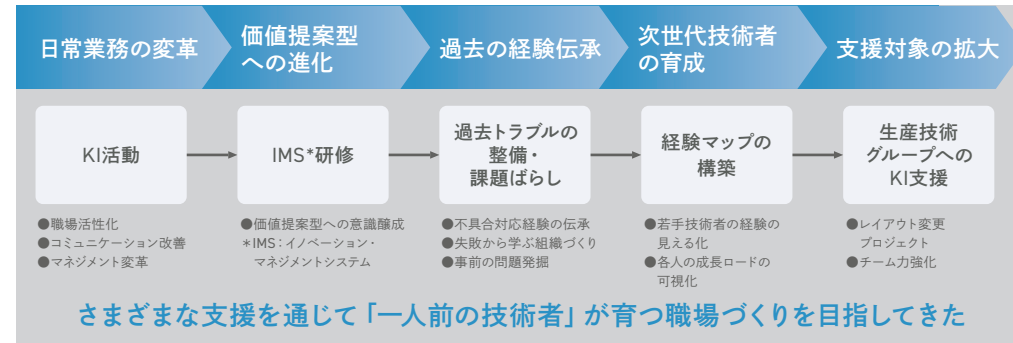 日常業務の変革
価値提案型
への進化
過去の経験伝承
次世代技術者
の育成
支援対象の拡大
KI活動
IMS*研修
過去トラブルの
整備・
課題ばらし
経験マップの
構築
生産技術
グループへの
KI支援
●職場活性化
●コミュニケーション改善
●マネジメント変革
●価値提案型への意識醸成
＊IMS：イノベーション・
マネジメントシステム
●不具合対応経験の伝承
●失敗から学ぶ組織づくり
●事前の問題発掘
●若手技術者の経験の
見える化
●各人の成長ロードの
可視化
●レイアウト変更
プロジェクト
●チーム力強化
さまざまな支援を通じて「一人前の技術者」が育つ職場づくりを目指してきた